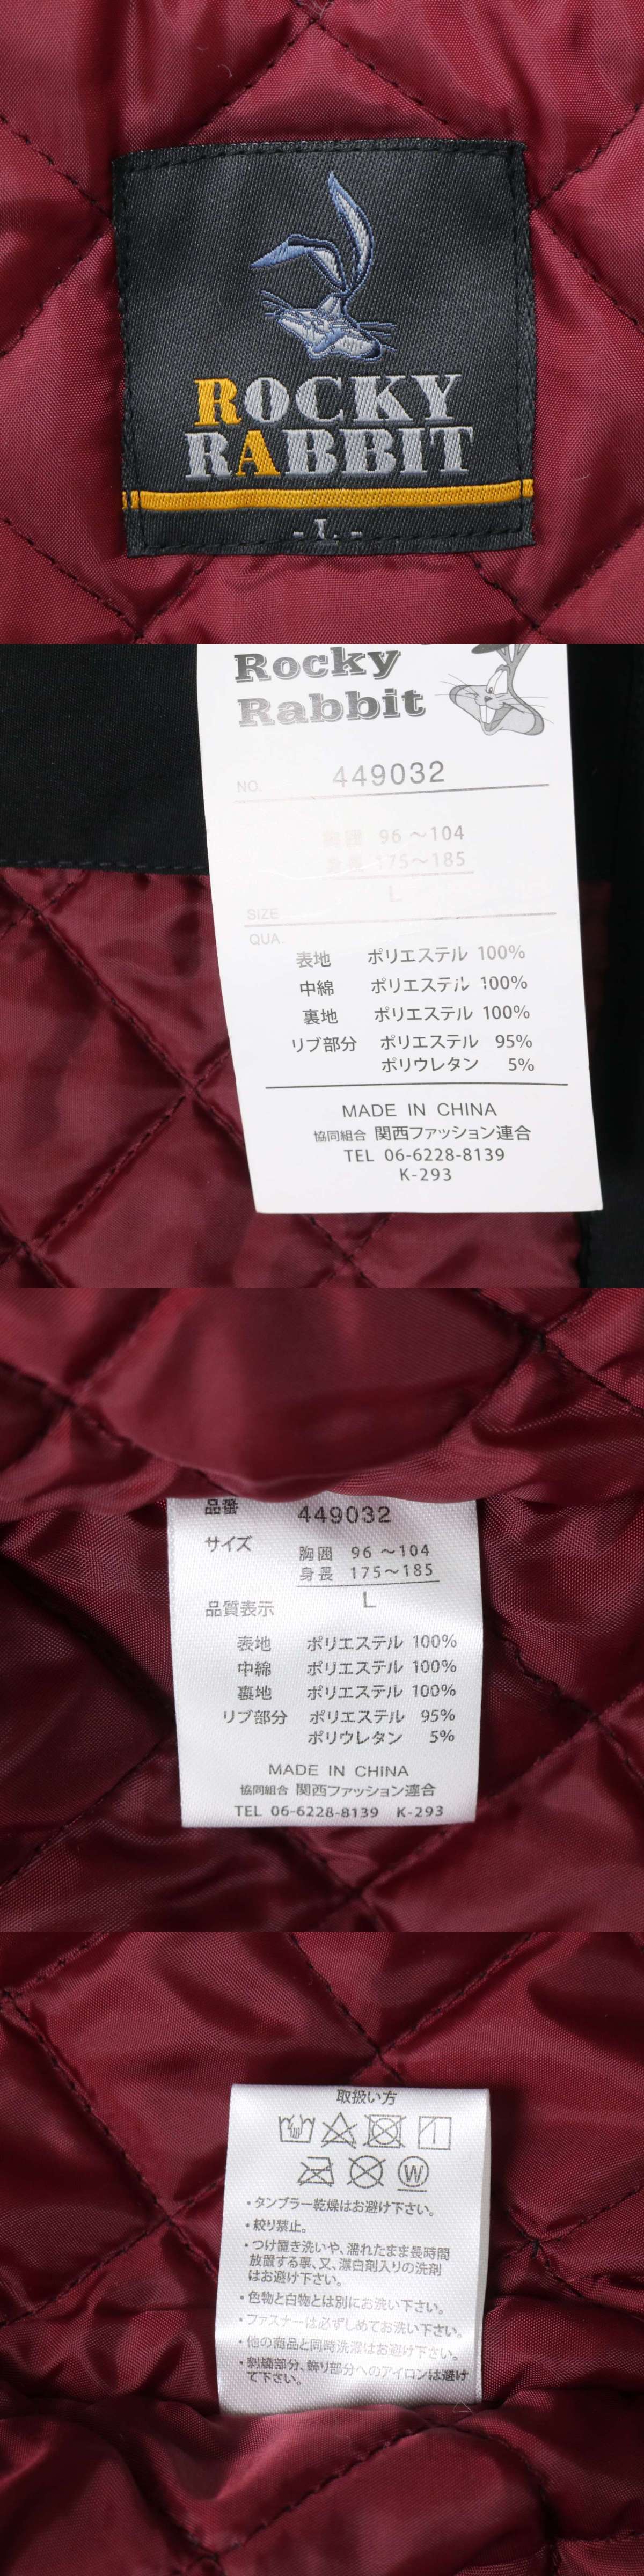 ROCKY
RABBIT
- L -
Rocky
Rabbit
NO. 449032
胸囲 96 ～104
身長 175～185
L
SIZE
QUA.
表地 ポリエステル 100%
中綿 ポリエステル 100%
裏地 ポリエステル 100%
リブ部分 ポリエステル 95%
ポリウレタン 5%
MADE IN CHINA
協同組合 関西ファッション連合
TEL 06-6228-8139
K-293
品番 449032
サイズ 胸囲 96 ～104
身長 175～185
L
品質表示
表地 ポリエステル 100%
中綿 ポリエステル 100%
裏地 ポリエステル 100%
リブ部分 ポリエステル 95%
ポリウレタン 5%
MADE IN CHINA
協同組合 関西ファッション連合
TEL 06-6228-8139 K-293
取扱い方
W
・タンブラー乾燥はお避け下さい。
・絞り禁止。
・つけ置き洗いや、濡れたまま長時間
放置する事、又、漂白剤入りの洗剤
はお避け下さい。
・色物と白物とは別にお洗い下さい。
・ファスナーは必ずしめてお洗い下さい。
・他の商品と同時洗濯はお避け下さい。
・刺繍部分、飾り部分へのアイロンは避け
て下さい。